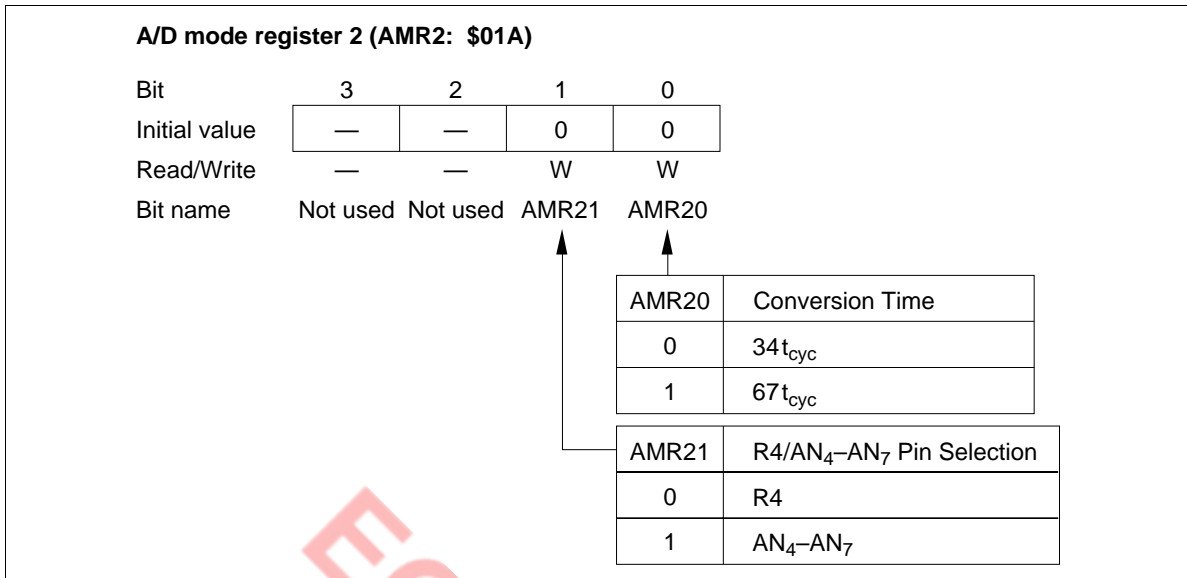 A/D mode register 2 (AMR2: $01A)
Bit 3 2 1 0
Initial value — — 0 0
Read/Write — — W W
Bit name Not used Not used AMR21 AMR20
AMR20 Conversion Time
0 34tcyc
1 67tcyc
AMR21 R4/AN4–AN7 Pin Selection
0 R4
1 AN4–AN7